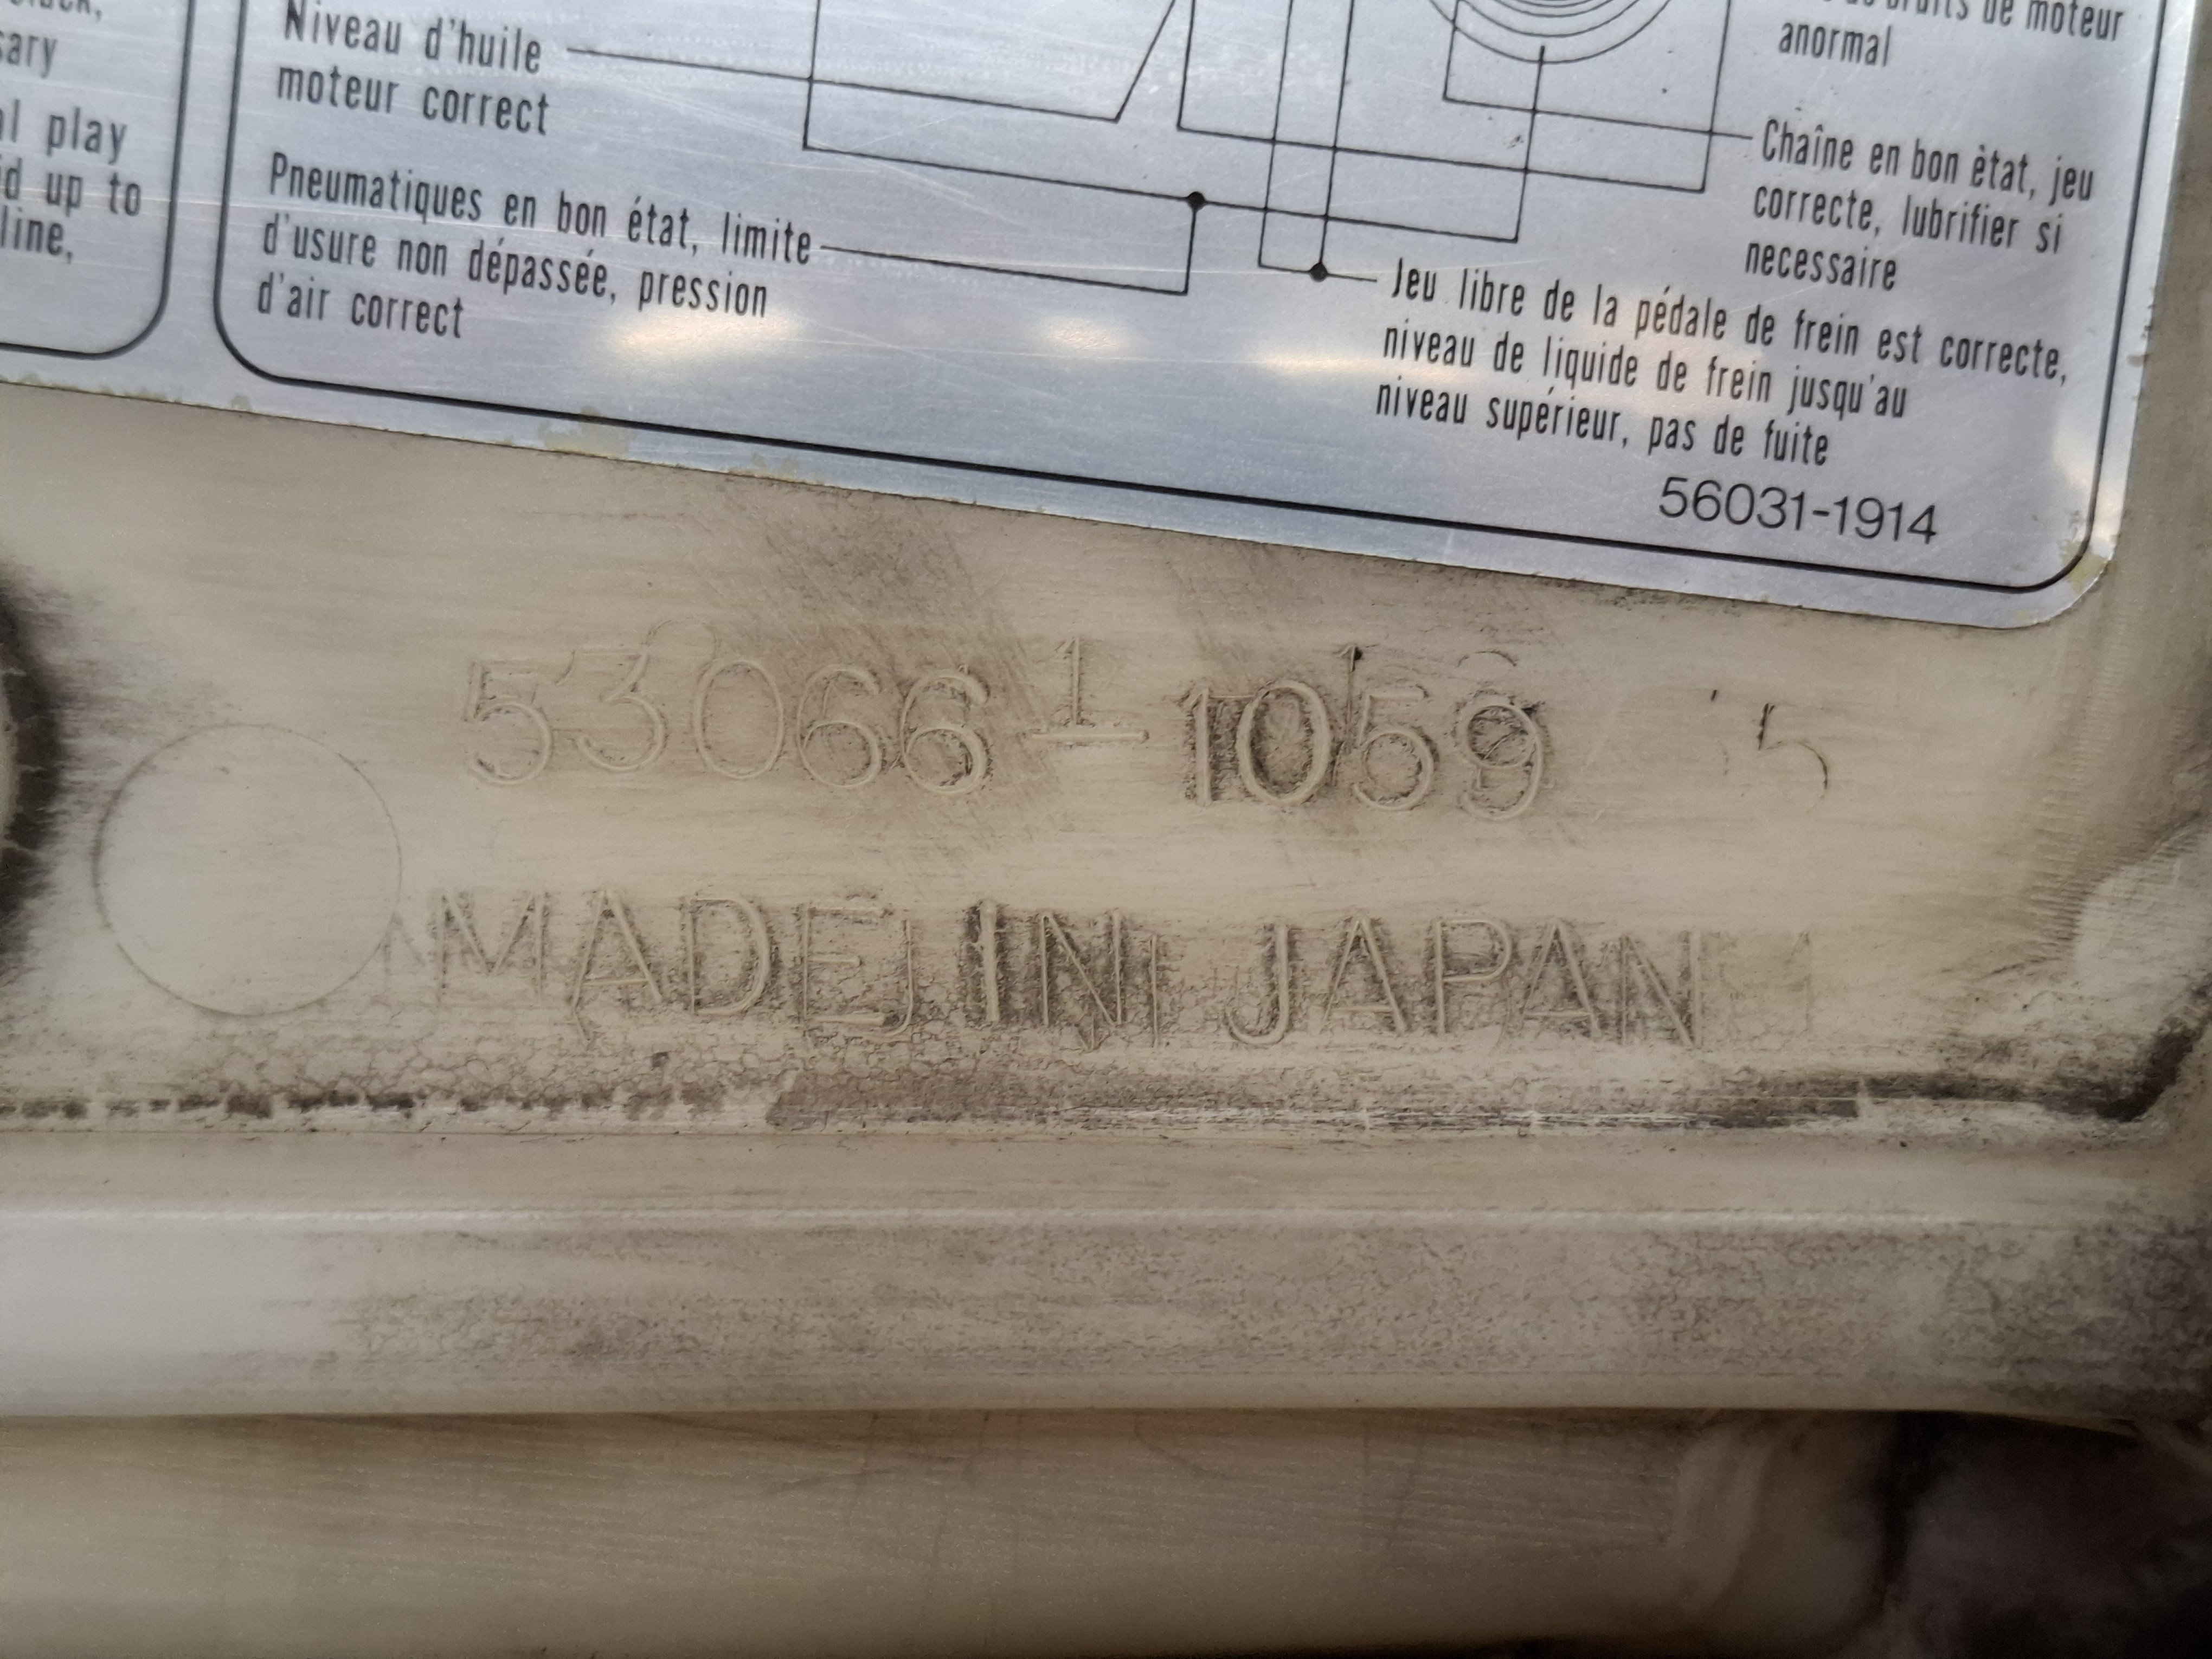 sary
play
up to
line,
Niveau d'huile
moteur correct
Pneumatiques en bon état, limite
d'usure non dépassée, pression
d'air correct
de moteur
anormal
Chaîne en bon ètat, jeu
correcte, lubrifier si
necessaire
Jeu libre de la pédale de frein est correcte,
niveau de liquide de frein jusqu'au
niveau supérieur, pas de fuite
56031-1914
53066-1059
MADE IN JAPAN